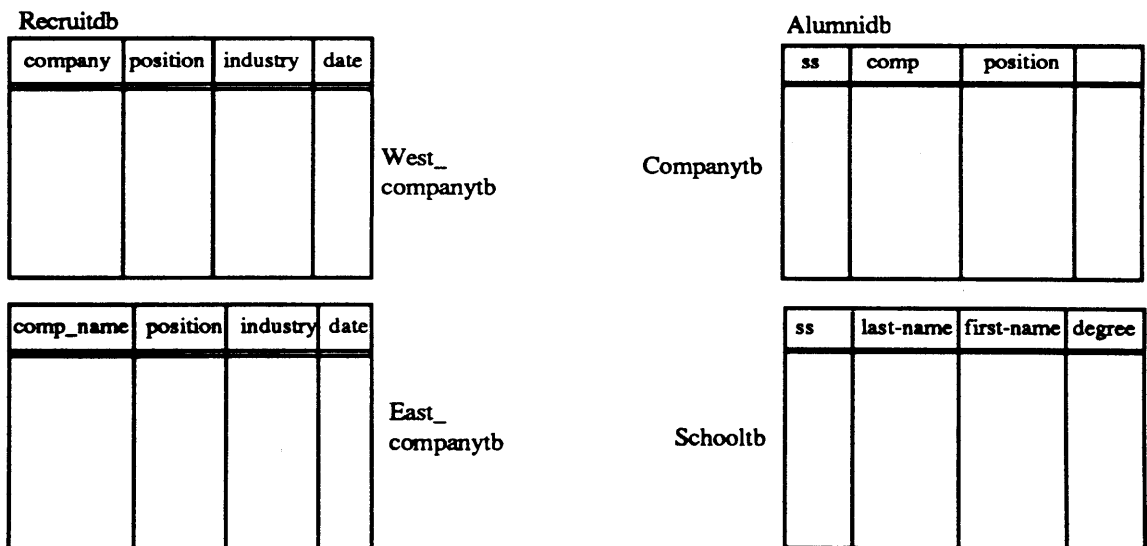 Recruitdb
company position industry date
West_
companytb
comp_name position industry date
East_
companytb
Alumnidb
ss comp position
Companytb
ss last-name first-name degree
Schooltb